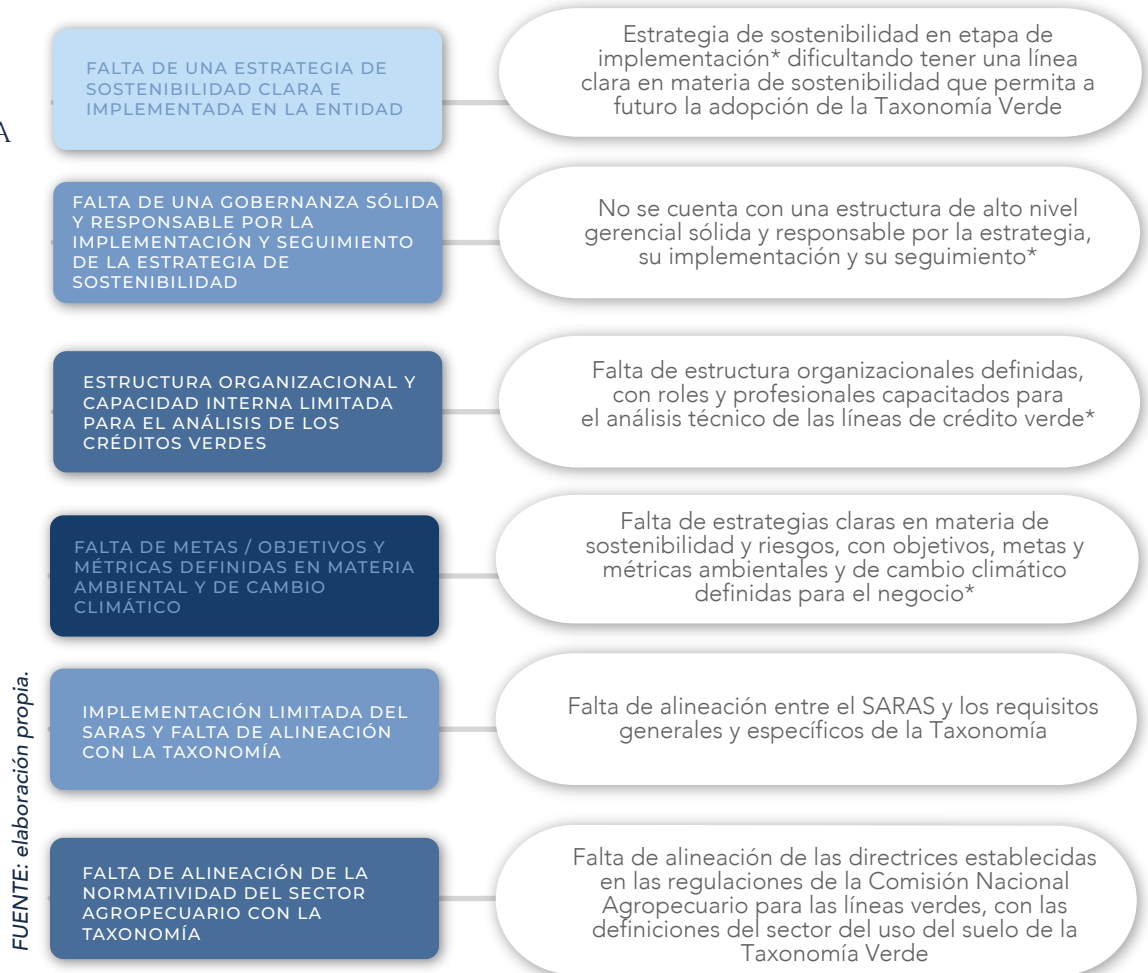 A
FALTA DE UNA ESTRATEGIA DE
SOSTENIBILIDAD CLARA E
IMPLEMENTADA EN LA ENTIDAD
Estrategia de sostenibilidad en etapa de
implementación* dificultando tener una línea
clara en materia de sostenibilidad que permita a
futuro la adopción de la Taxonomía Verde
FALTA DE UNA GOBERNANZA SÓLIDA
Y RESPONSABLE POR LA
IMPLEMENTACIÓN Y SEGUIMIENTO
DE LA ESTRATEGIA DE
SOSTENIBILIDAD
No se cuenta con una estructura de alto nivel
gerencial sólida y responsable por la estrategia,
su implementación y su seguimiento*
ESTRUCTURA ORGANIZACIONAL Y
CAPACIDAD INTERNA LIMITADA
PARA EL ANÁLISIS DE LOS
CRÉDITOS VERDES
Falta de estructura organizacionales definidas,
con roles y profesionales capacitados para
el análisis técnico de las líneas de crédito verde*
FALTA DE METAS / OBJETIVOS Y
MÉTRICAS DEFINIDAS EN MATERIA
AMBIENTAL Y DE CAMBIO
CLIMÁTICO
Falta de estrategias claras en materia de
sostenibilidad y riesgos, con objetivos, metas y
métricas ambientales y de cambio climático
definidas para el negocio*
IMPLEMENTACIÓN LIMITADA DEL
SARAS Y FALTA DE ALINEACIÓN
CON LA TAXONOMÍA
Falta de alineación entre el SARAS y los requisitos
generales y específicos de la Taxonomía
FALTA DE ALINEACIÓN DE LA
NORMATIVIDAD DEL SECTOR
AGROPECUARIO CON LA
TAXONOMÍA
Falta de alineación de las directrices establecidas
en las regulaciones de la Comisión Nacional
Agropecuario para las líneas verdes, con las
definiciones del sector del uso del suelo de la
Taxonomía Verde
FUENTE: elaboración propia.